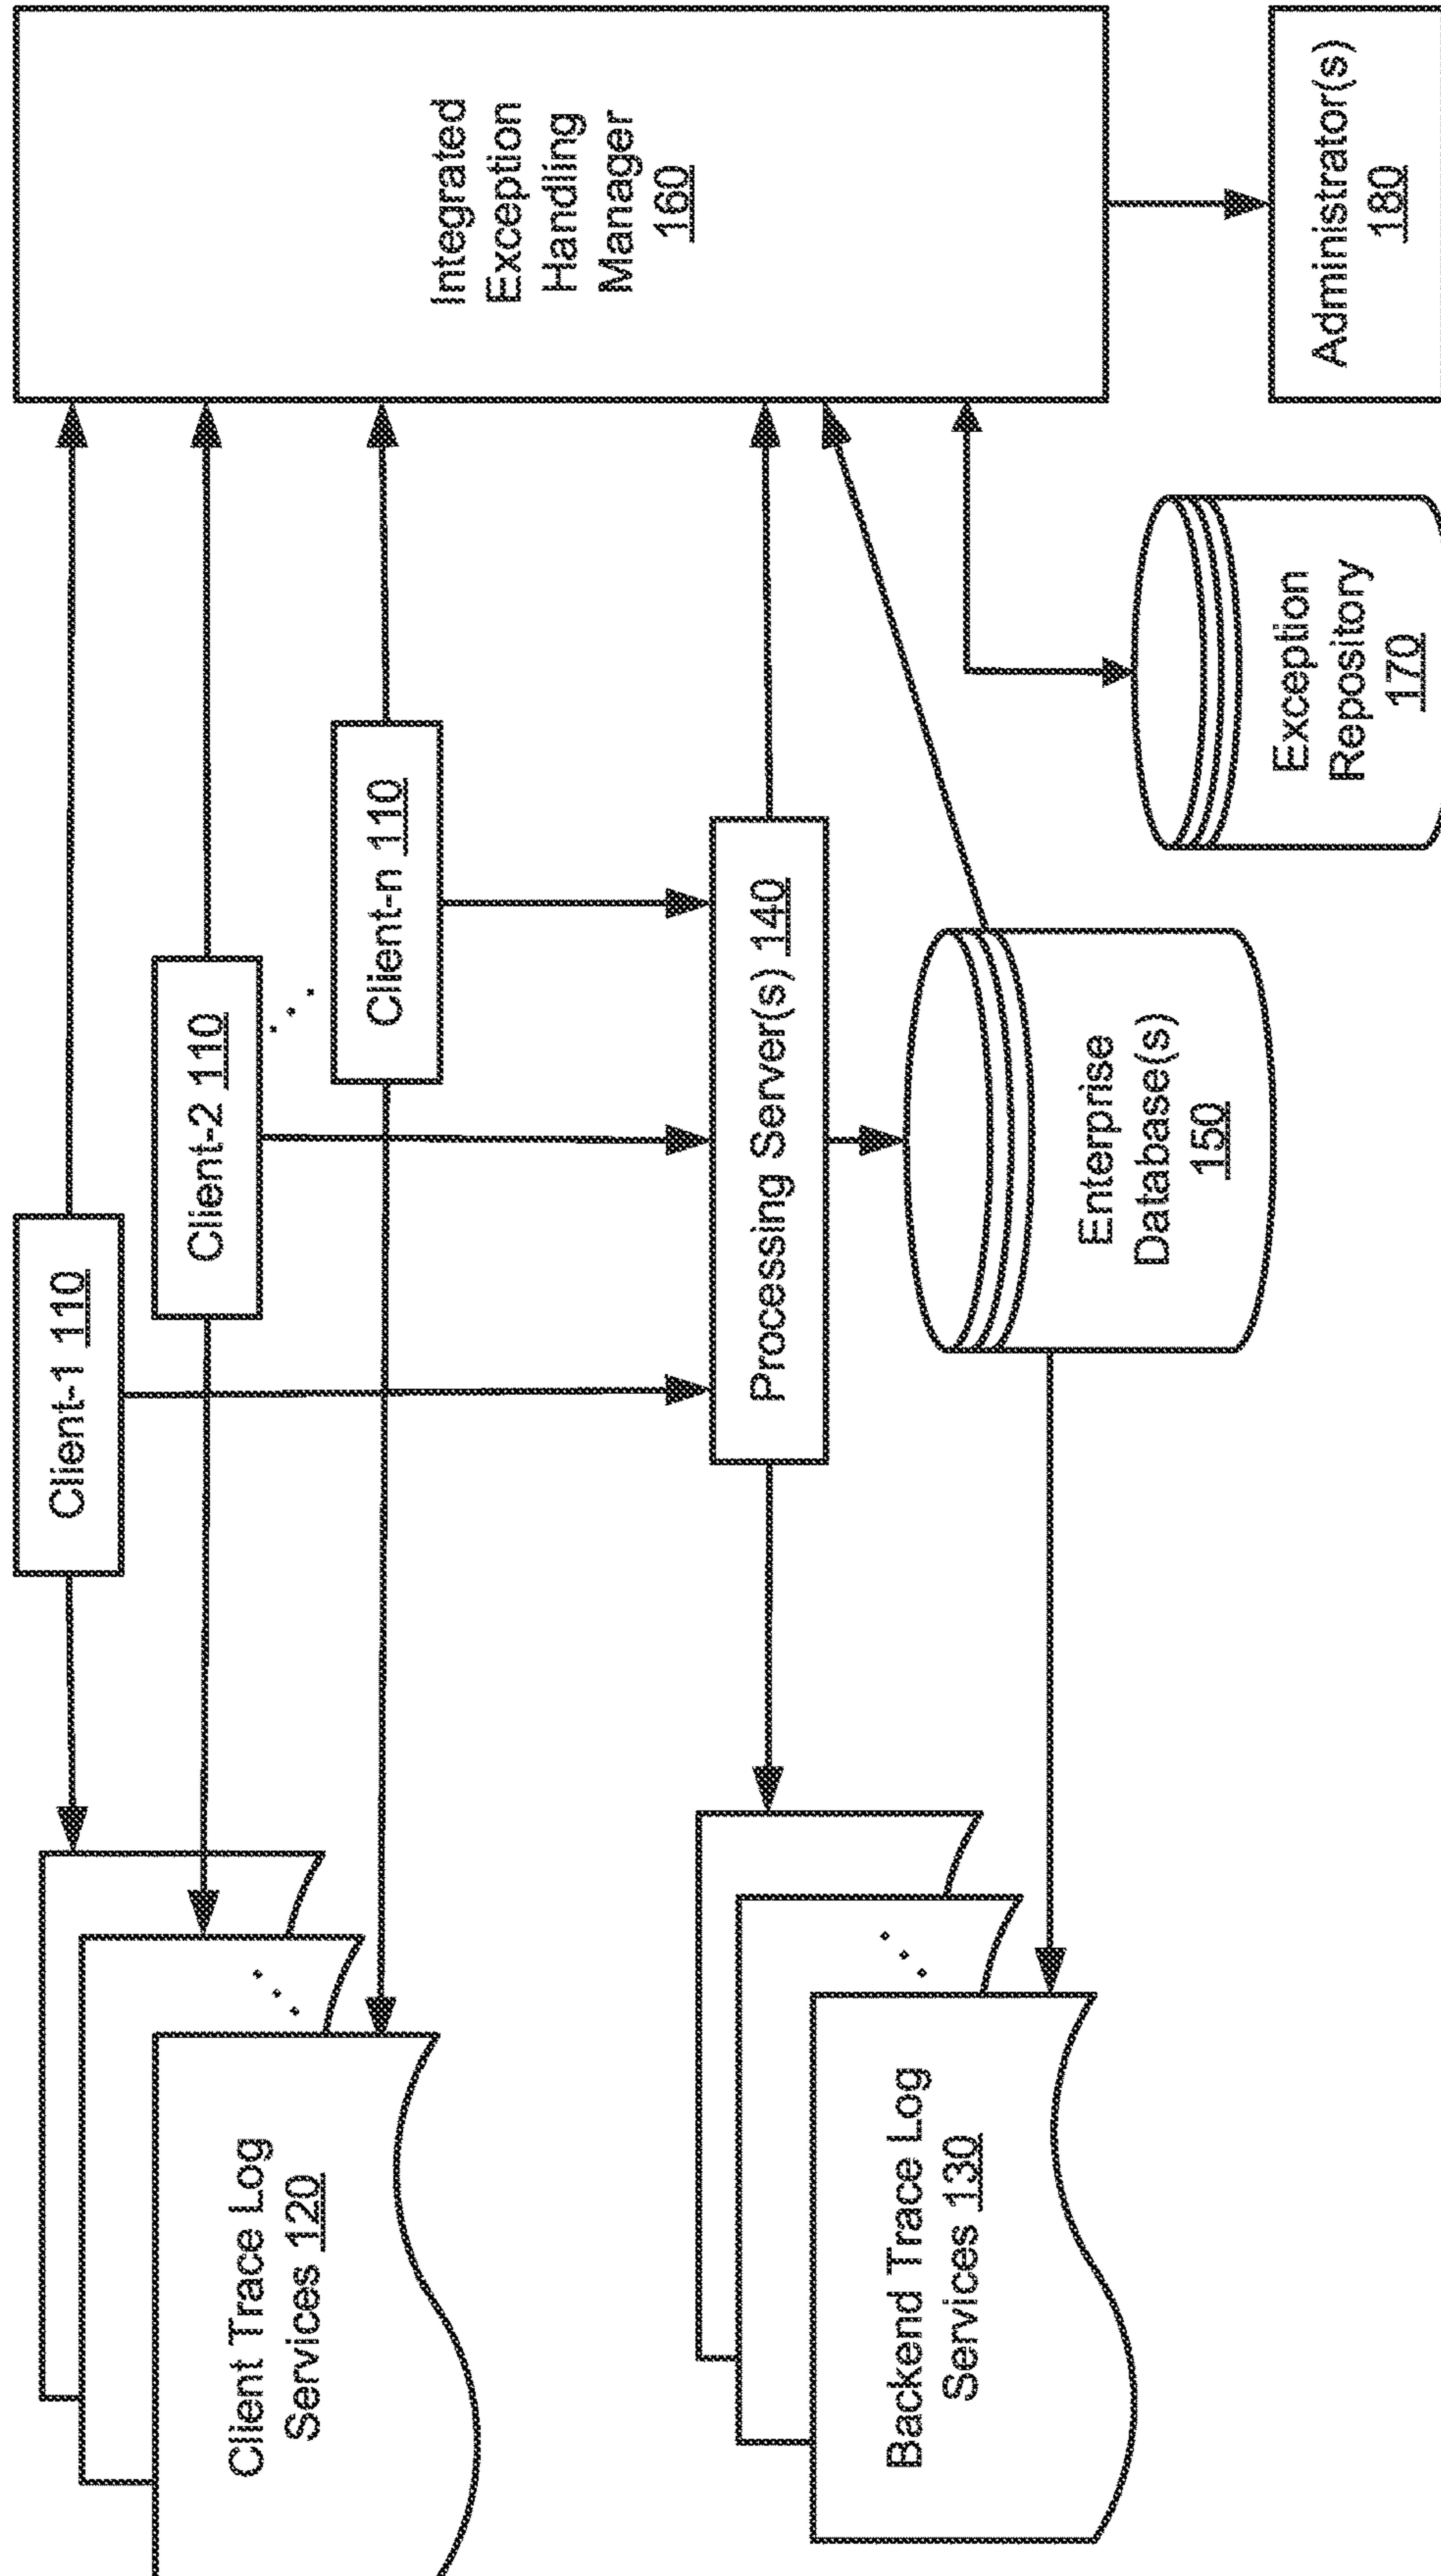 Client-1 110
Client-2 110
Client-n 110
Integrated
Exception
Handling
Manager
160
Client Trace Log
Services 120
Processing Server(s) 140
Backend Trace Log
Services 130
Enterprise
Database(s)
150
Exception
Repository
170
Administrator(s)
180